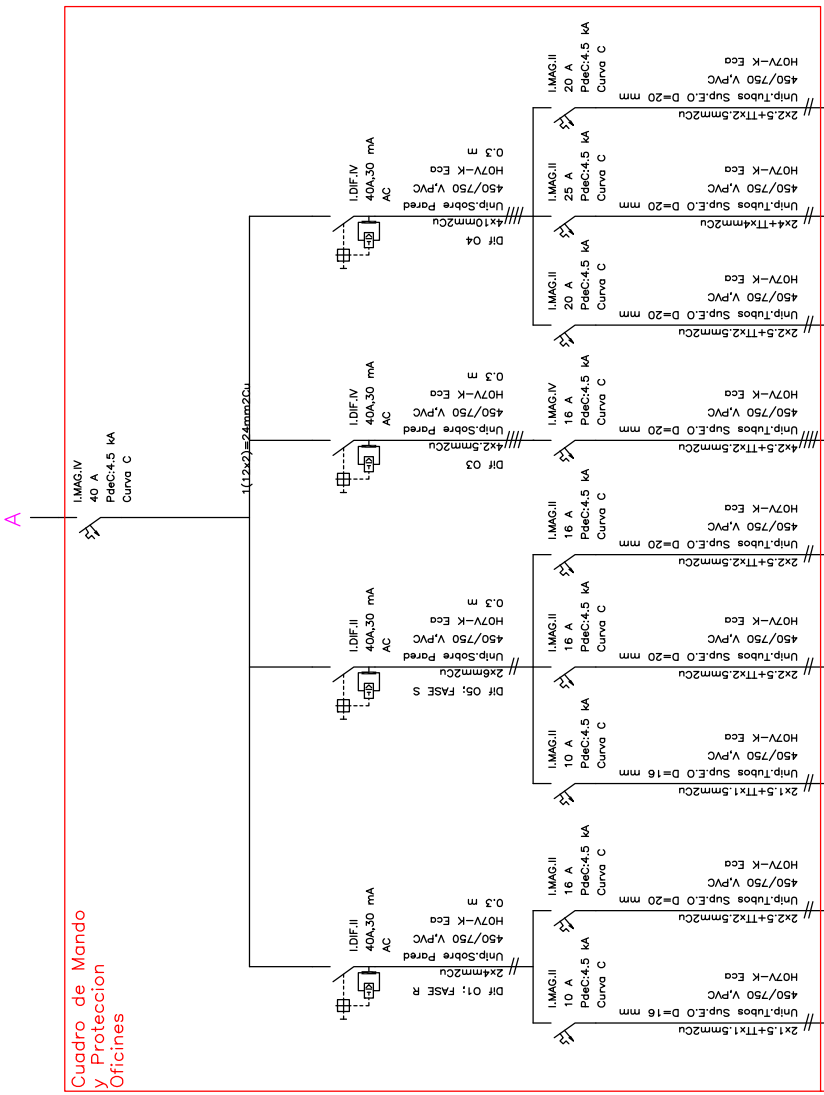 Cuadro de Mando
y Proteccion
Oficines
A
I.MAG.IV
40 A
PdeC:4.5 kA
Curva C
1(12x2)=24mm2Cu
I.DIF.II
40A,30 mA
AC
Dif 01; FASE R
2x4mm2Cu
Unip.Sobre Pared
450/750 V,PVC
H07V-K Eca
0.3 m
I.MAG.II
10 A
PdeC:4.5 kA
Curva C
2x1.5+TTx1.5mm2Cu
Unip.Tubos Sup.E.O D=16 mm
450/750 V,PVC
H07V-K Eca
I.MAG.II
16 A
PdeC:4.5 kA
Curva C
2x2.5+TTx2.5mm2Cu
Unip.Tubos Sup.E.O D=20 mm
450/750 V,PVC
H07V-K Eca
I.DIF.II
40A,30 mA
AC
Dif 05; FASE S
2x6mm2Cu
Unip.Sobre Pared
450/750 V,PVC
H07V-K Eca
0.3 m
I.MAG.II
10 A
PdeC:4.5 kA
Curva C
2x1.5+TTx1.5mm2Cu
Unip.Tubos Sup.E.O D=16 mm
450/750 V,PVC
H07V-K Eca
I.MAG.II
16 A
PdeC:4.5 kA
Curva C
2x2.5+TTx2.5mm2Cu
Unip.Tubos Sup.E.O D=20 mm
450/750 V,PVC
H07V-K Eca
I.MAG.II
16 A
PdeC:4.5 kA
Curva C
2x2.5+TTx2.5mm2Cu
Unip.Tubos Sup.E.O D=20 mm
450/750 V,PVC
H07V-K Eca
I.DIF.IV
40A,30 mA
AC
Dif 03
4x2.5mm2Cu
Unip.Sobre Pared
450/750 V,PVC
H07V-K Eca
0.3 m
I.MAG.IV
16 A
PdeC:4.5 kA
Curva C
4x2.5+TTx2.5mm2Cu
Unip.Tubos Sup.E.O D=20 mm
450/750 V,PVC
H07V-K Eca
I.DIF.IV
40A,30 mA
AC
Dif 04
4x10mm2Cu
Unip.Sobre Pared
450/750 V,PVC
H07V-K Eca
0.3 m
I.MAG.II
20 A
PdeC:4.5 kA
Curva C
2x2.5+TTx2.5mm2Cu
Unip.Tubos Sup.E.O D=20 mm
450/750 V,PVC
H07V-K Eca
I.MAG.II
25 A
PdeC:4.5 kA
Curva C
2x4+TTx4mm2Cu
Unip.Tubos Sup.E.O D=20 mm
450/750 V,PVC
H07V-K Eca
I.MAG.II
20 A
PdeC:4.5 kA
Curva C
2x2.5+TTx2.5mm2Cu
Unip.Tubos Sup.E.O D=20 mm
450/750 V,PVC
H07V-K Eca